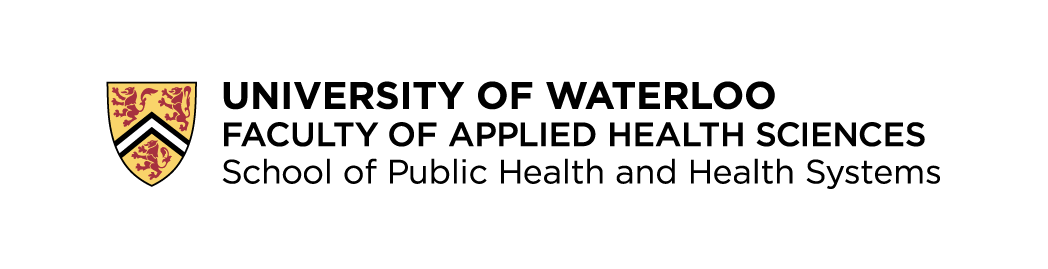 UNIVERSITY OF WATERLOO
FACULTY OF APPLIED HEALTH SCIENCES
School of Public Health and Health Systems